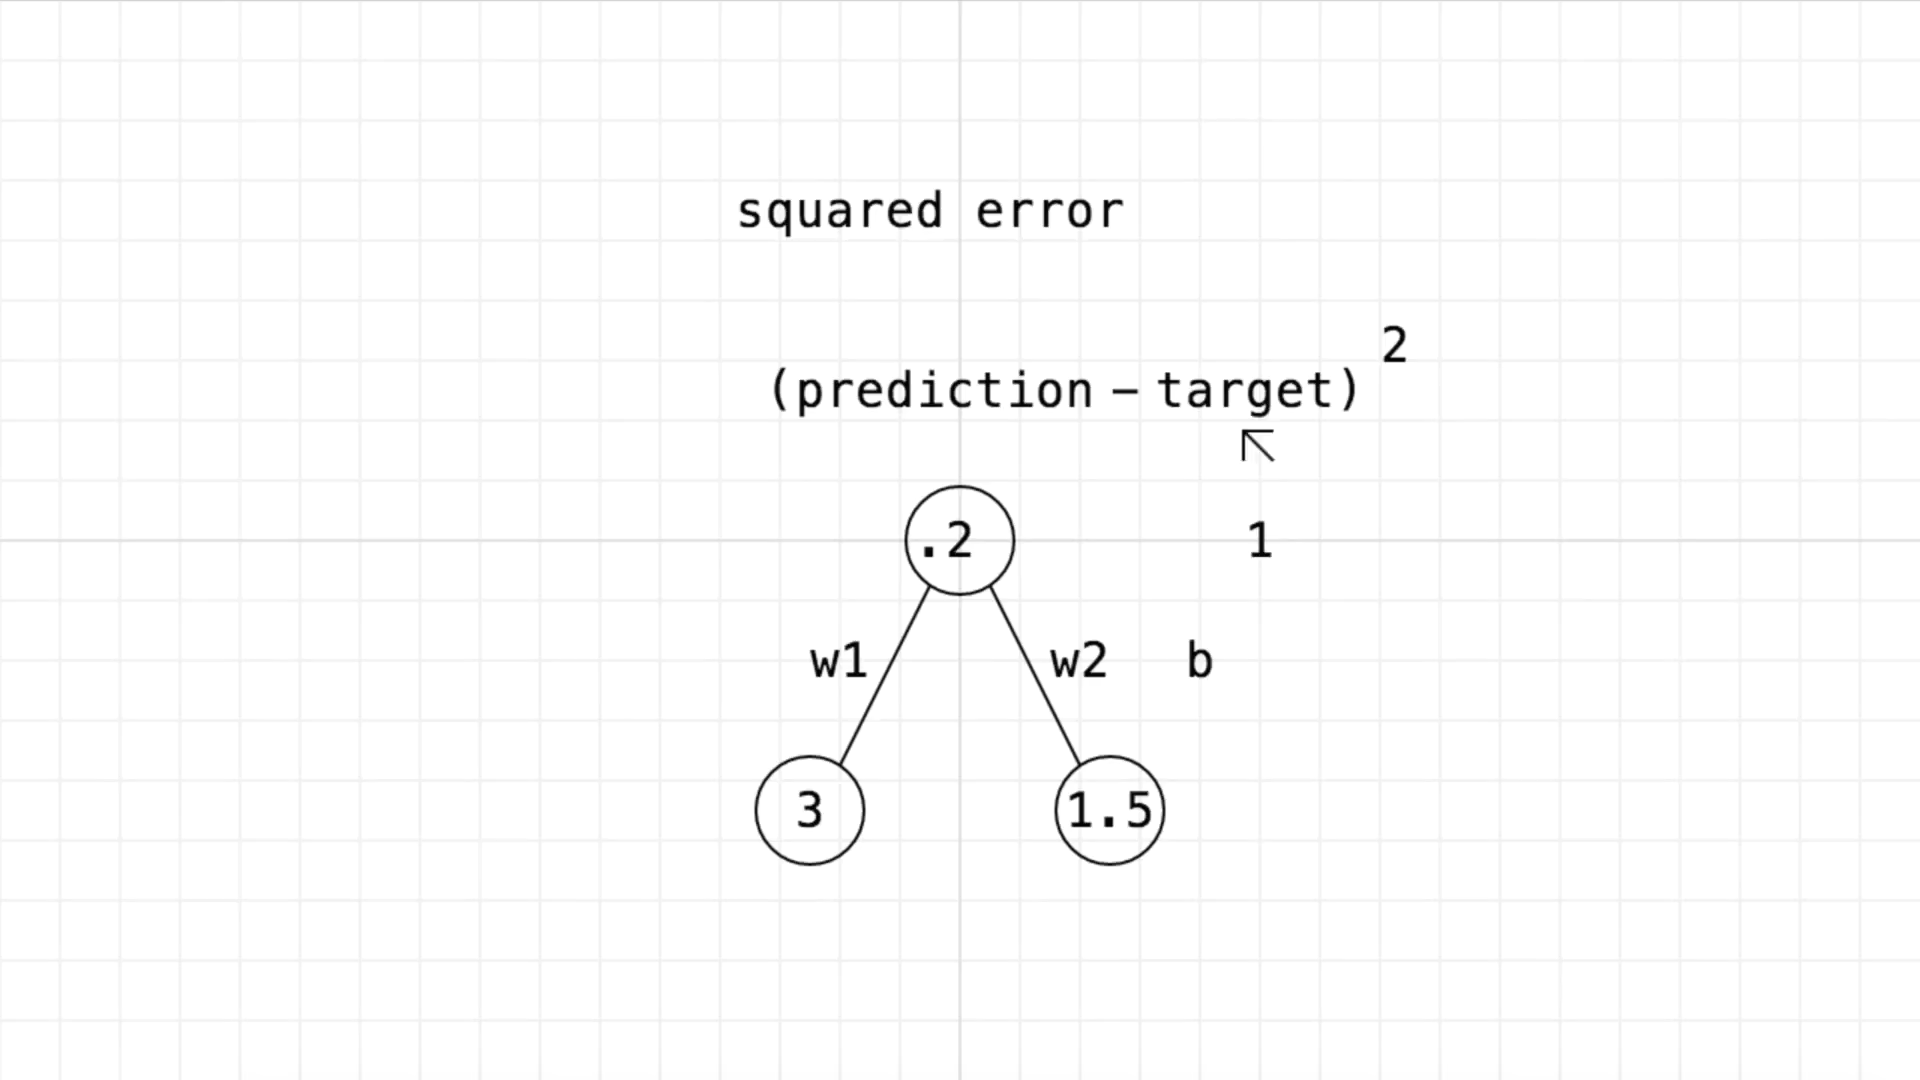 squared error
2
(prediction – target)
.2 1
w1 w2 b
3 1.5